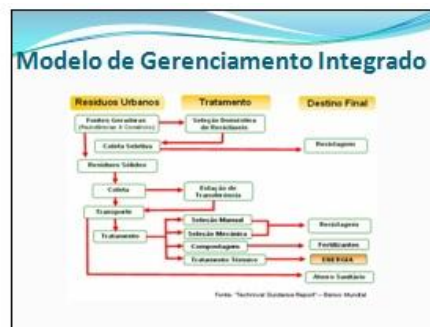 Modelo de Gerenciamento Integrado
Resíduos Urbanos
Tratamento
Destino Final
Fontes Geradoras
(Residências & Comércio)
Seleção Doméstica
de Recicláveis
Coleta Seletiva
Reciclagem
Resíduos Sólidos
Coleta
Estação de
Transferência
Transporte
Tratamento
Seleção Manual
Seleção Mecânica
Reciclagem
Compostagem
Fertilizantes
Tratamento Térmico
ENERGIA
Aterro Sanitário
Fonte: "Technical Guidance Report" – Banco Mundial